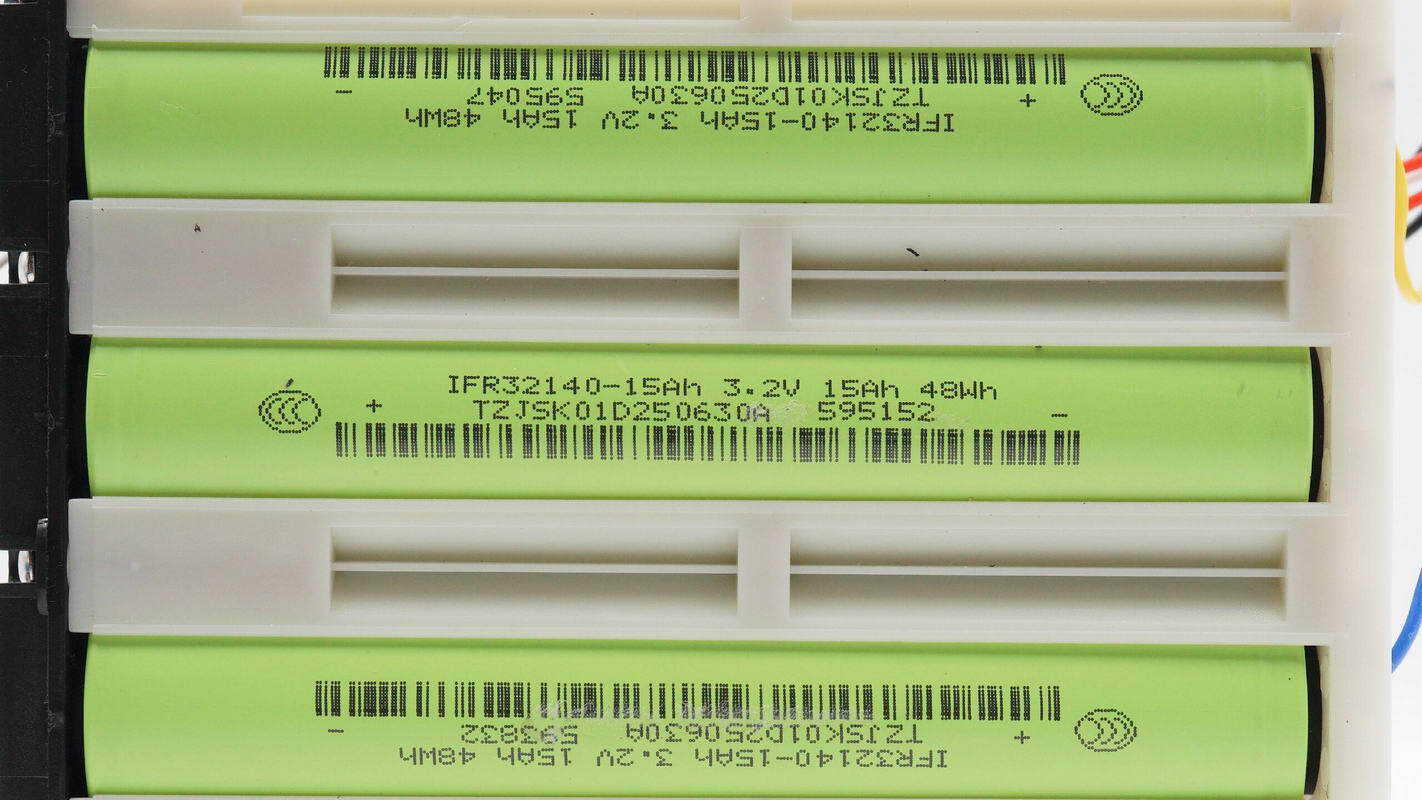 IFR32140-15Ah 3.2V 15Ah 48Wh
+ TZJSK01D250630A 595047 -
IFR32140-15Ah 3.2V 15Ah 48Wh
+ TZJSK01D250630A 595152 -
IFR32140-15Ah 3.2V 15Ah 48Wh
+ TZJSK01D250630A 593832 -